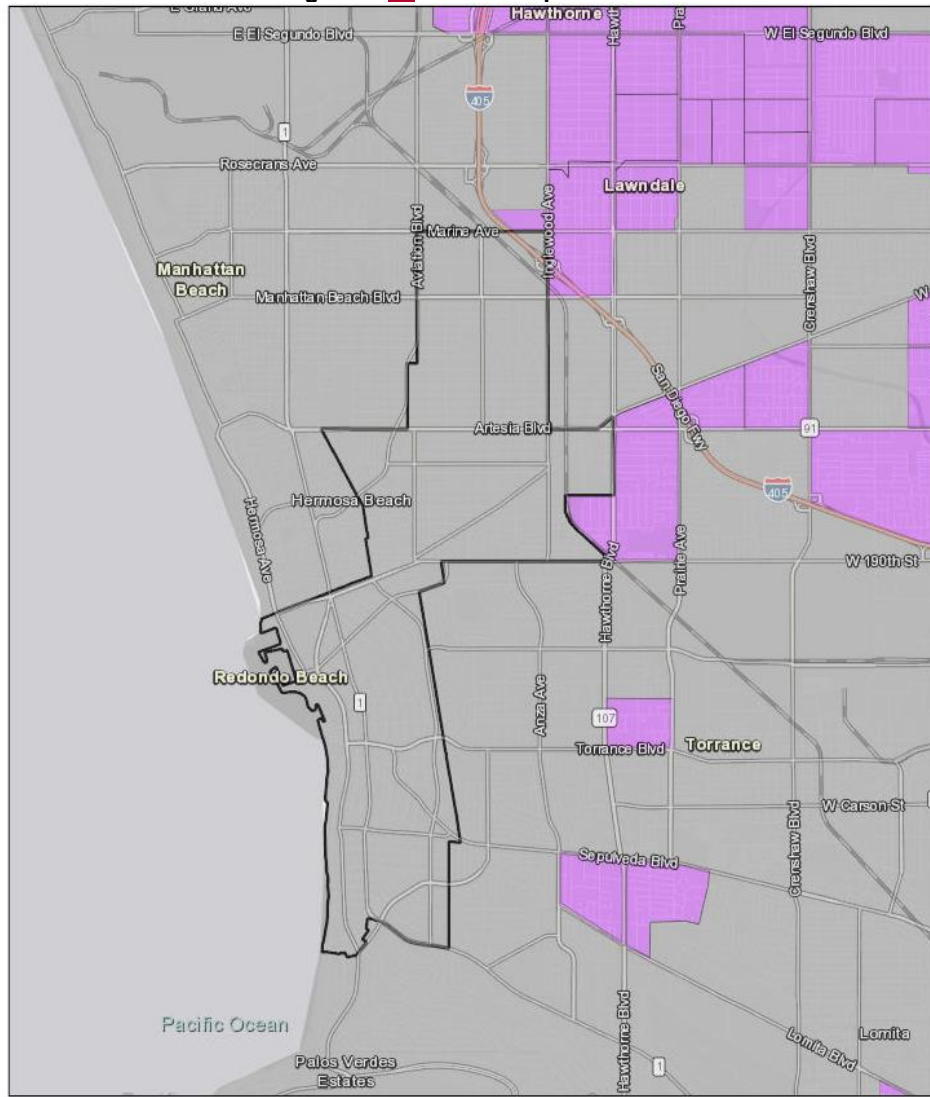 Hawthorne
E El Segundo Blvd
W El Segundo Blvd
Hawth
Pra
405
1
Rosecrans Ave
Lawndale
Inglewood Ave
Aviation Blvd
Marine Ave
Crenshaw Blvd
Manhattan
Beach
Manhattan Beach Blvd
W
San Diego Fwy
Artesia Blvd
91
405
Hermosa Beach
Hermosa Ave
W 190th St
Hawthorne Blvd
Prairie Ave
Redondo Beach
1
Anza Ave
107
Torrance Blvd
Torrance
W Carson St
Crenshaw Blvd
Sepulveda Blvd
Hawthorne Blvd
Pacific Ocean
Lomita Blvd
Lomita
Palos Verdes
Estates
1